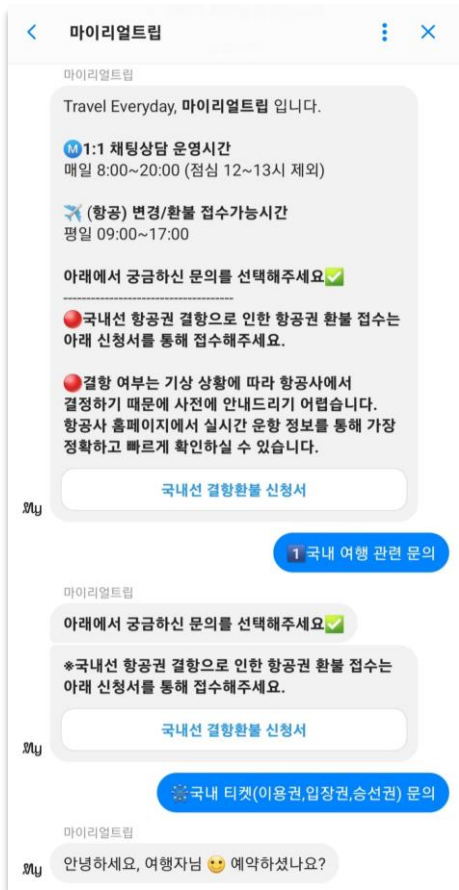 마이리얼트립
마이리얼트립
Travel Everyday, 마이리얼트립 입니다.
Ⓜ️1:1 채팅상담 운영시간
매일 8:00~20:00 (점심 12~13시 제외)
✈️ (항공) 변경/환불 접수가능시간
평일 09:00~17:00
아래에서 궁금하신 문의를 선택해주세요✅
-------------------------------------
🔴국내선 항공권 결항으로 인한 항공권 환불 접수는
아래 신청서를 통해 접수해주세요.
🔴결항 여부는 기상 상황에 따라 항공사에서
결정하기 때문에 사전에 안내드리기 어렵습니다.
항공사 홈페이지에서 실시간 운항 정보를 통해 가장
정확하고 빠르게 확인하실 수 있습니다.
국내선 결항환불 신청서
My
1️⃣국내 여행 관련 문의
마이리얼트립
아래에서 궁금하신 문의를 선택해주세요✅
※국내선 항공권 결항으로 인한 항공권 환불 접수는
아래 신청서를 통해 접수해주세요.
국내선 결항환불 신청서
My
🎡국내 티켓(이용권,입장권,승선권) 문의
마이리얼트립
안녕하세요, 여행자님 🙂 예약하셨나요?
My